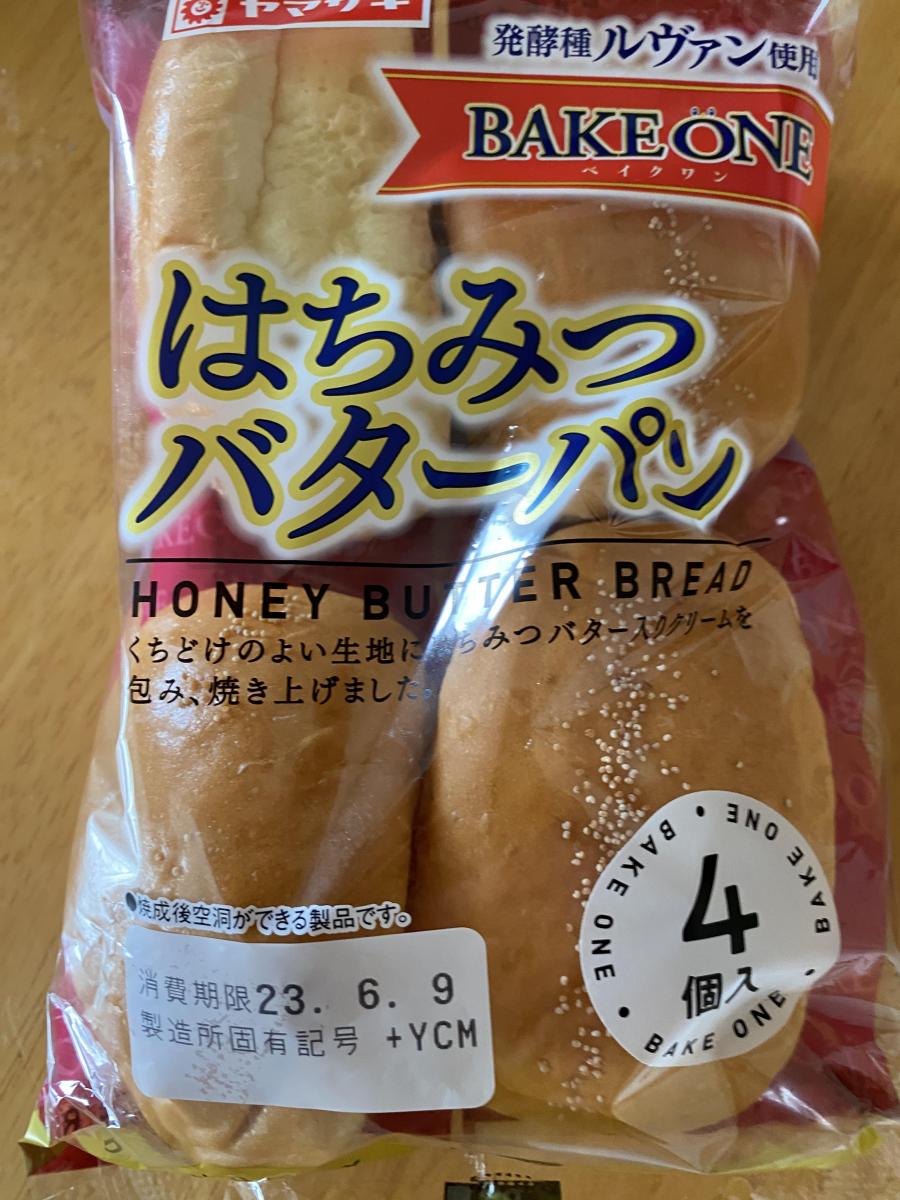 ヤマザキ
発酵種ルヴァン使用
BAKE ONE
ベイクワン
はちみつ
バターパン
HONEY BUTTER BREAD
くちどけのよい生地にはちみつバター入りクリームを
包み、焼き上げました。
●焼成後空洞ができる製品です。
消費期限23. 6. 9
製造所固有記号 +YCM
4
個入
BAKE ONE • BAKE ONE • BAKE ONE • BAKE ONE •